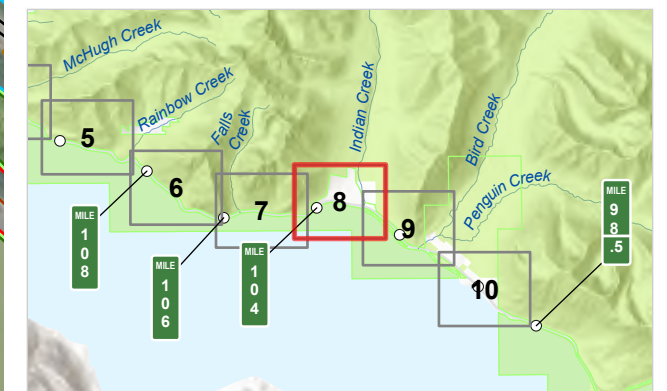 McHugh Creek
Rainbow Creek
Falls
Creek
Indian Creek
Bird Creek
Penguin Creek
5
6
7
8
9
10
MILE
1
0
8
MILE
1
0
6
MILE
1
0
4
MILE
9
8
.5